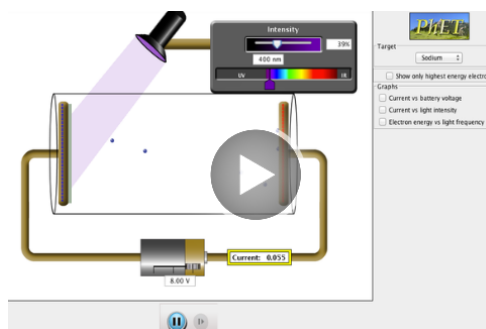 Intensity
39%
400 nm
UV
IR
PhET
Target
Sodium
Show only highest energy electro
Graphs
Current vs battery voltage
Current vs light intensity
Electron energy vs light frequency
Current: 0.055
8.00 V